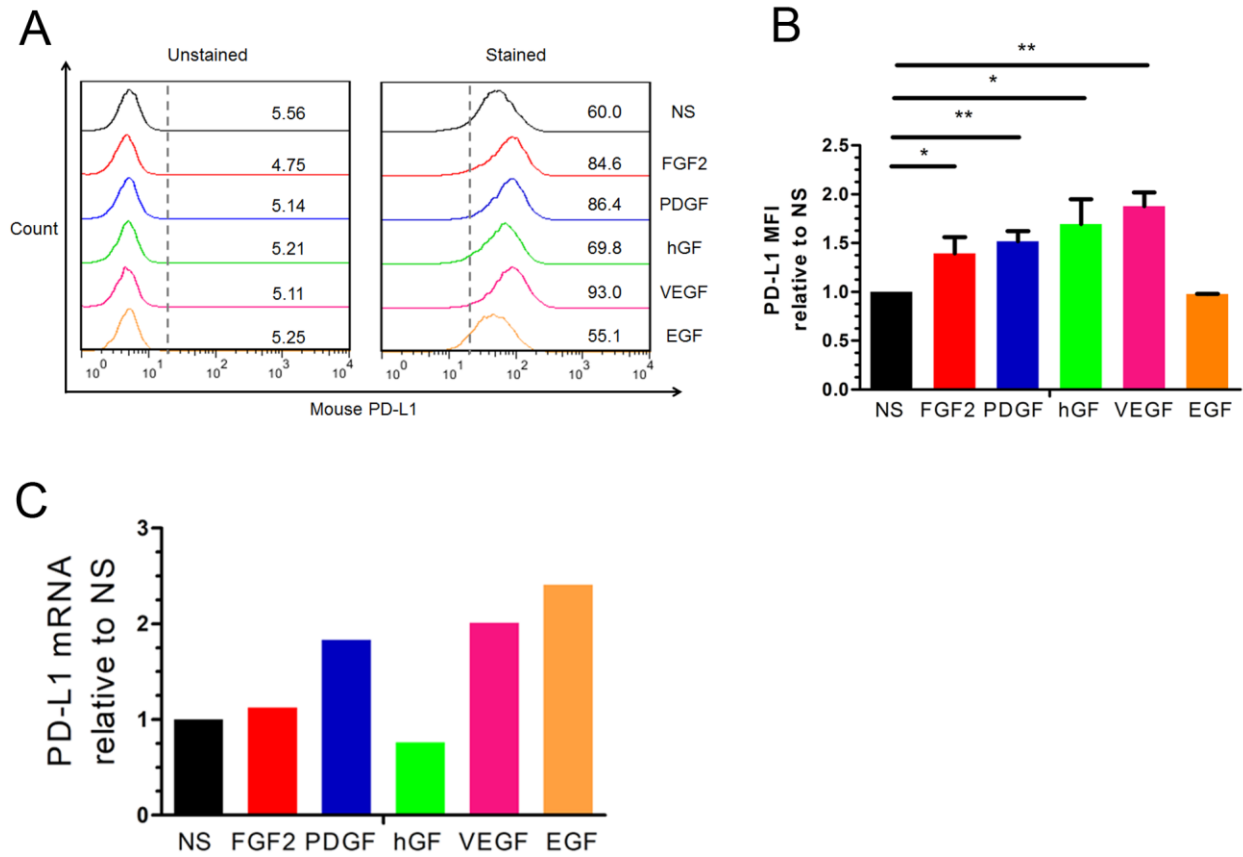 A
Unstained
Stained
5.56
60.0
NS
4.75
84.6
FGF2
5.14
86.4
PDGF
Count
5.21
69.8
hGF
5.11
93.0
VEGF
5.25
55.1
EGF
10^0 10^1 10^2 10^3 10^4
10^0 10^1 10^2 10^3 10^4
Mouse PD-L1
B
**
*
**
*
PD-L1 MFI
relative to NS
2.5
2.0
1.5
1.0
0.5
0.0
NS FGF2 PDGF hGF VEGF EGF
C
PD-L1 mRNA
relative to NS
3
2
1
0
NS FGF2 PDGF hGF VEGF EGF